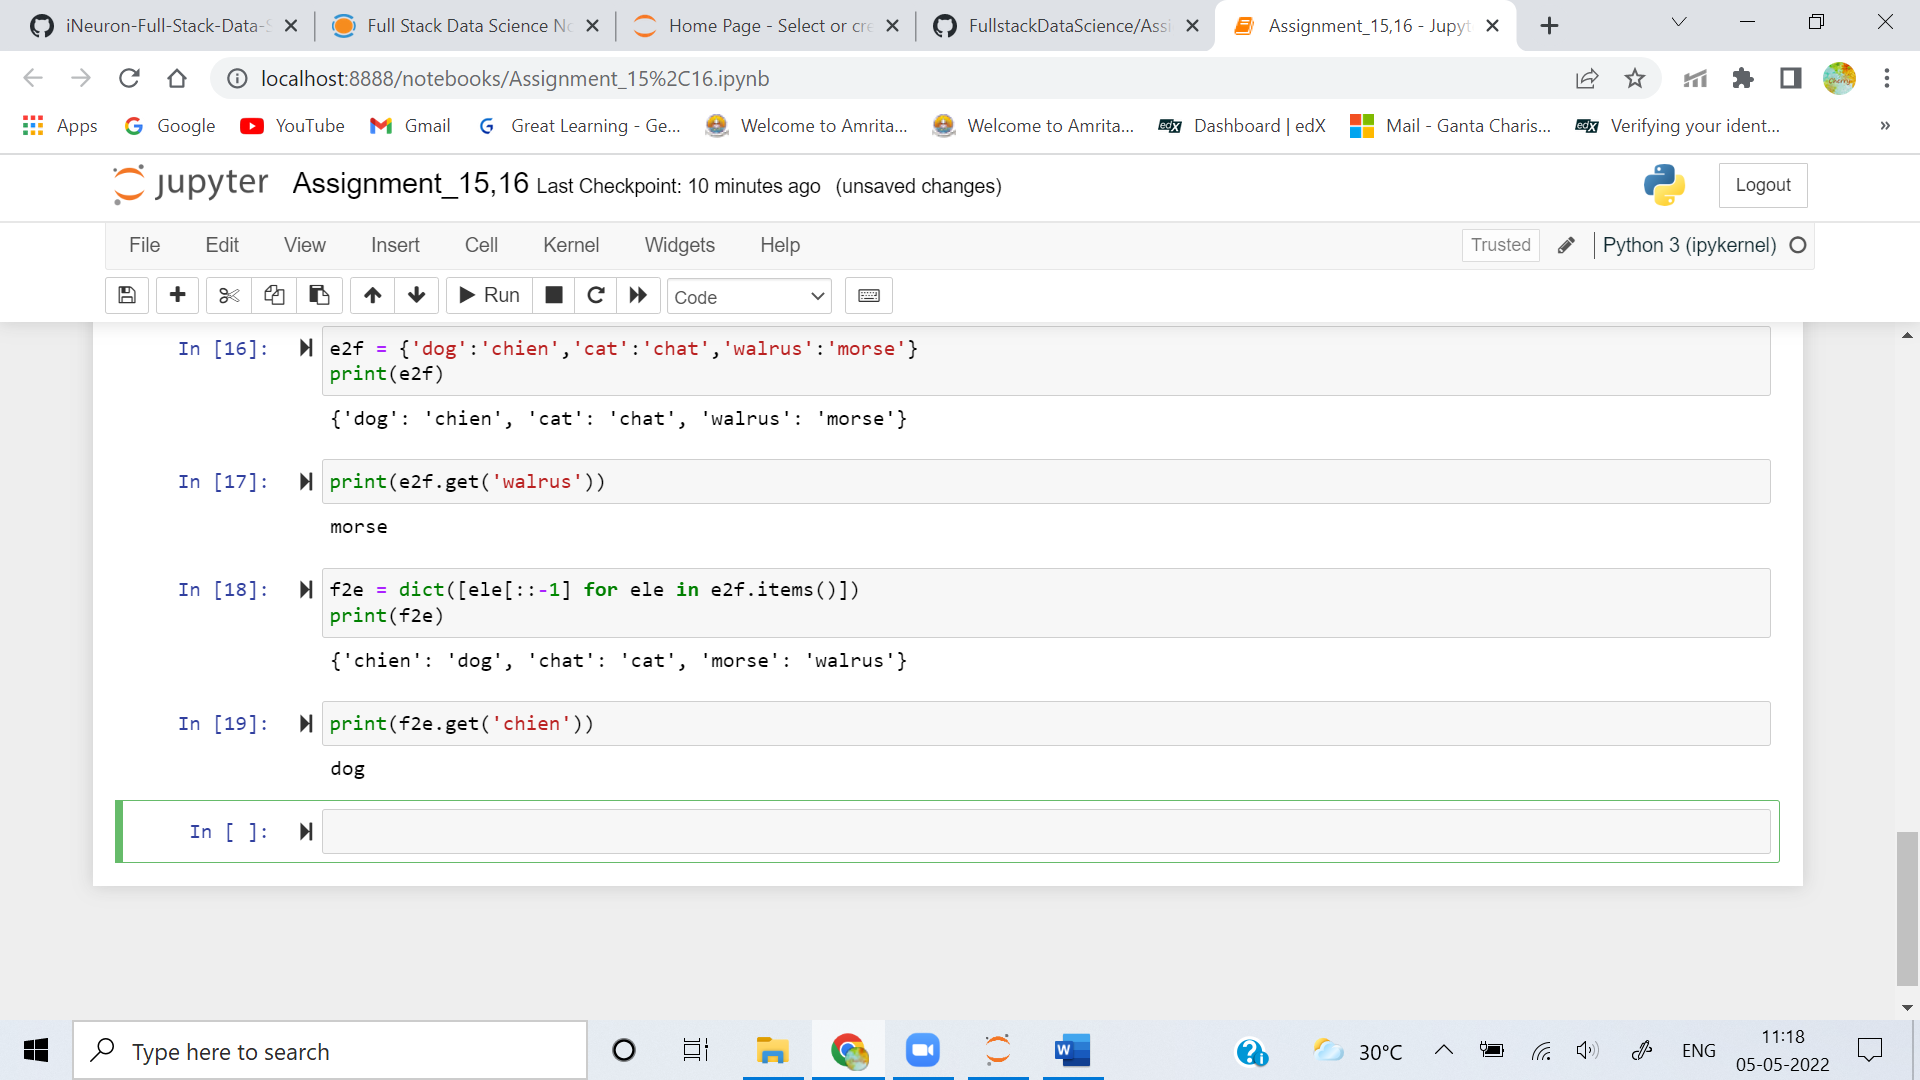 iNeuron-Full-Stack-Data-S
Full Stack Data Science No
Home Page - Select or cre
FullstackDataScience/Assi
Assignment_15,16 - Jupyt
localhost:8888/notebooks/Assignment_15%2C16.ipynb
Apps
Google
YouTube
Gmail
Great Learning - Ge...
Welcome to Amrita...
Welcome to Amrita...
Dashboard | edX
Mail - Ganta Charis...
Verifying your ident...
»
jupyter Assignment_15,16 Last Checkpoint: 10 minutes ago (unsaved changes)
Logout
File Edit View Insert Cell Kernel Widgets Help
Trusted
Python 3 (ipykernel)
Run
Code
In [16]: e2f = {'dog':'chien','cat':'chat','walrus':'morse'}
print(e2f)
{'dog': 'chien', 'cat': 'chat', 'walrus': 'morse'}
In [17]: print(e2f.get('walrus'))
morse
In [18]: f2e = dict([ele[::-1] for ele in e2f.items()])
print(f2e)
{'chien': 'dog', 'chat': 'cat', 'morse': 'walrus'}
In [19]: print(f2e.get('chien'))
dog
In [ ]:
Type here to search
30°C
ENG
11:18
05-05-2022